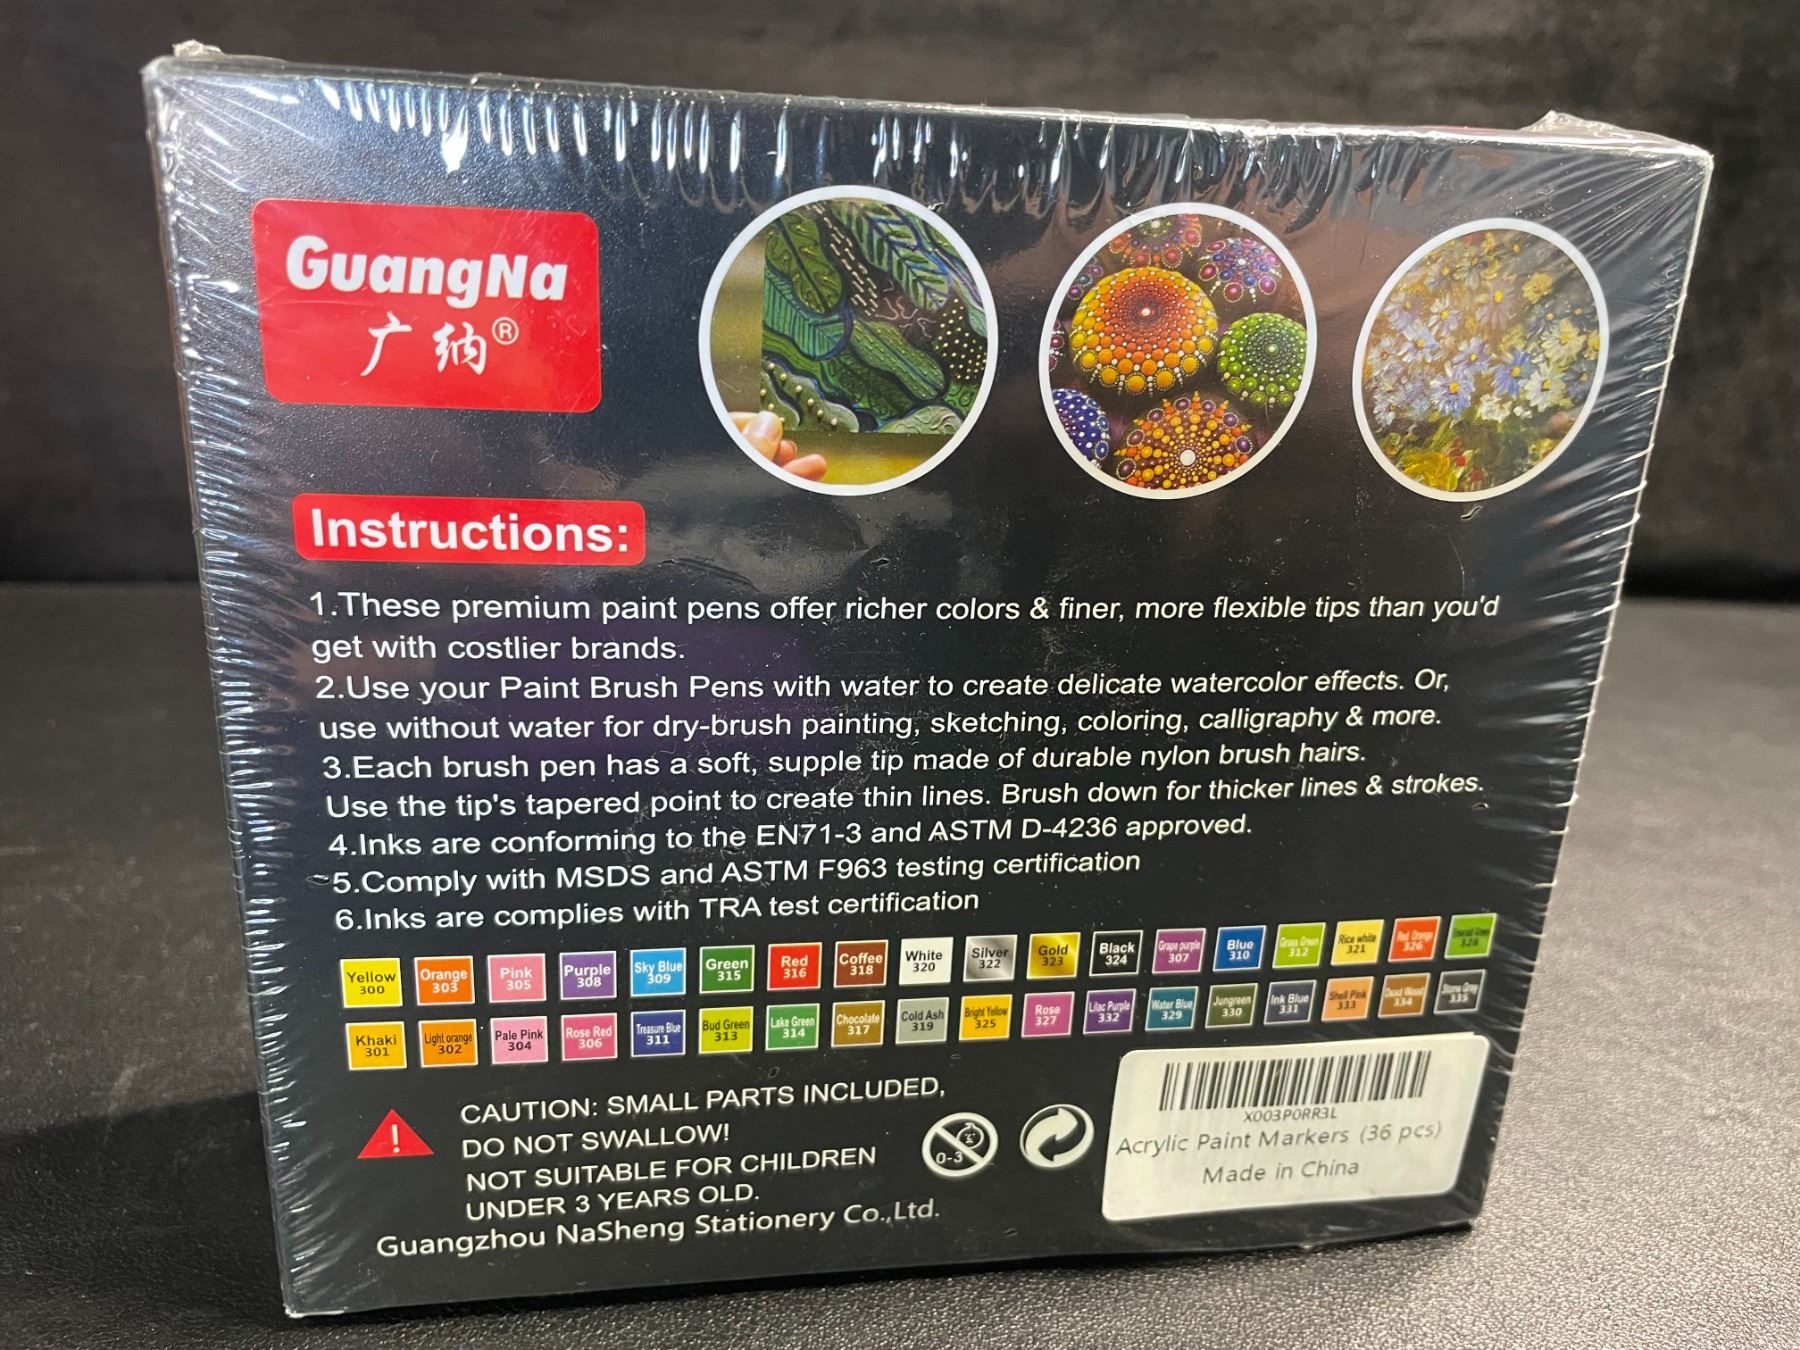 GuangNa
广纳®
Instructions:
1.These premium paint pens offer richer colors & finer, more flexible tips than you'd
get with costlier brands.
2.Use your Paint Brush Pens with water to create delicate watercolor effects. Or,
use without water for dry-brush painting, sketching, coloring, calligraphy & more.
3.Each brush pen has a soft, supple tip made of durable nylon brush hairs.
Use the tip's tapered point to create thin lines. Brush down for thicker lines & strokes.
4.Inks are conforming to the EN71-3 and ASTM D-4236 approved.
5.Comply with MSDS and ASTM F963 testing certification
6.Inks are complies with TRA test certification
Yellow Orange Pink Purple Sky Blue Green Red Coffee White Silver Gold Black Grape purple Blue Grass Green Rice white Red Orange Emerald Green
300 303 305 308 309 315 316 318 320 322 323 324 307 310 312 321 326 328
Khaki Light orange Pale Pink Rose Red Treasure Blue Bud Green Lake Green Chocolate Cold Ash Bright Yellow Rose Lilac Purple Water Blue Jungreen Ink Blue Shell Pink Dead Wood Stone Gray
301 302 304 306 311 313 314 317 319 325 327 332 329 330 331 333 334 335
CAUTION: SMALL PARTS INCLUDED,
DO NOT SWALLOW!
NOT SUITABLE FOR CHILDREN
UNDER 3 YEARS OLD.
Guangzhou NaSheng Stationery Co.,Ltd.
0-3
X003P0RR3L
Acrylic Paint Markers (36 pcs)
Made in China